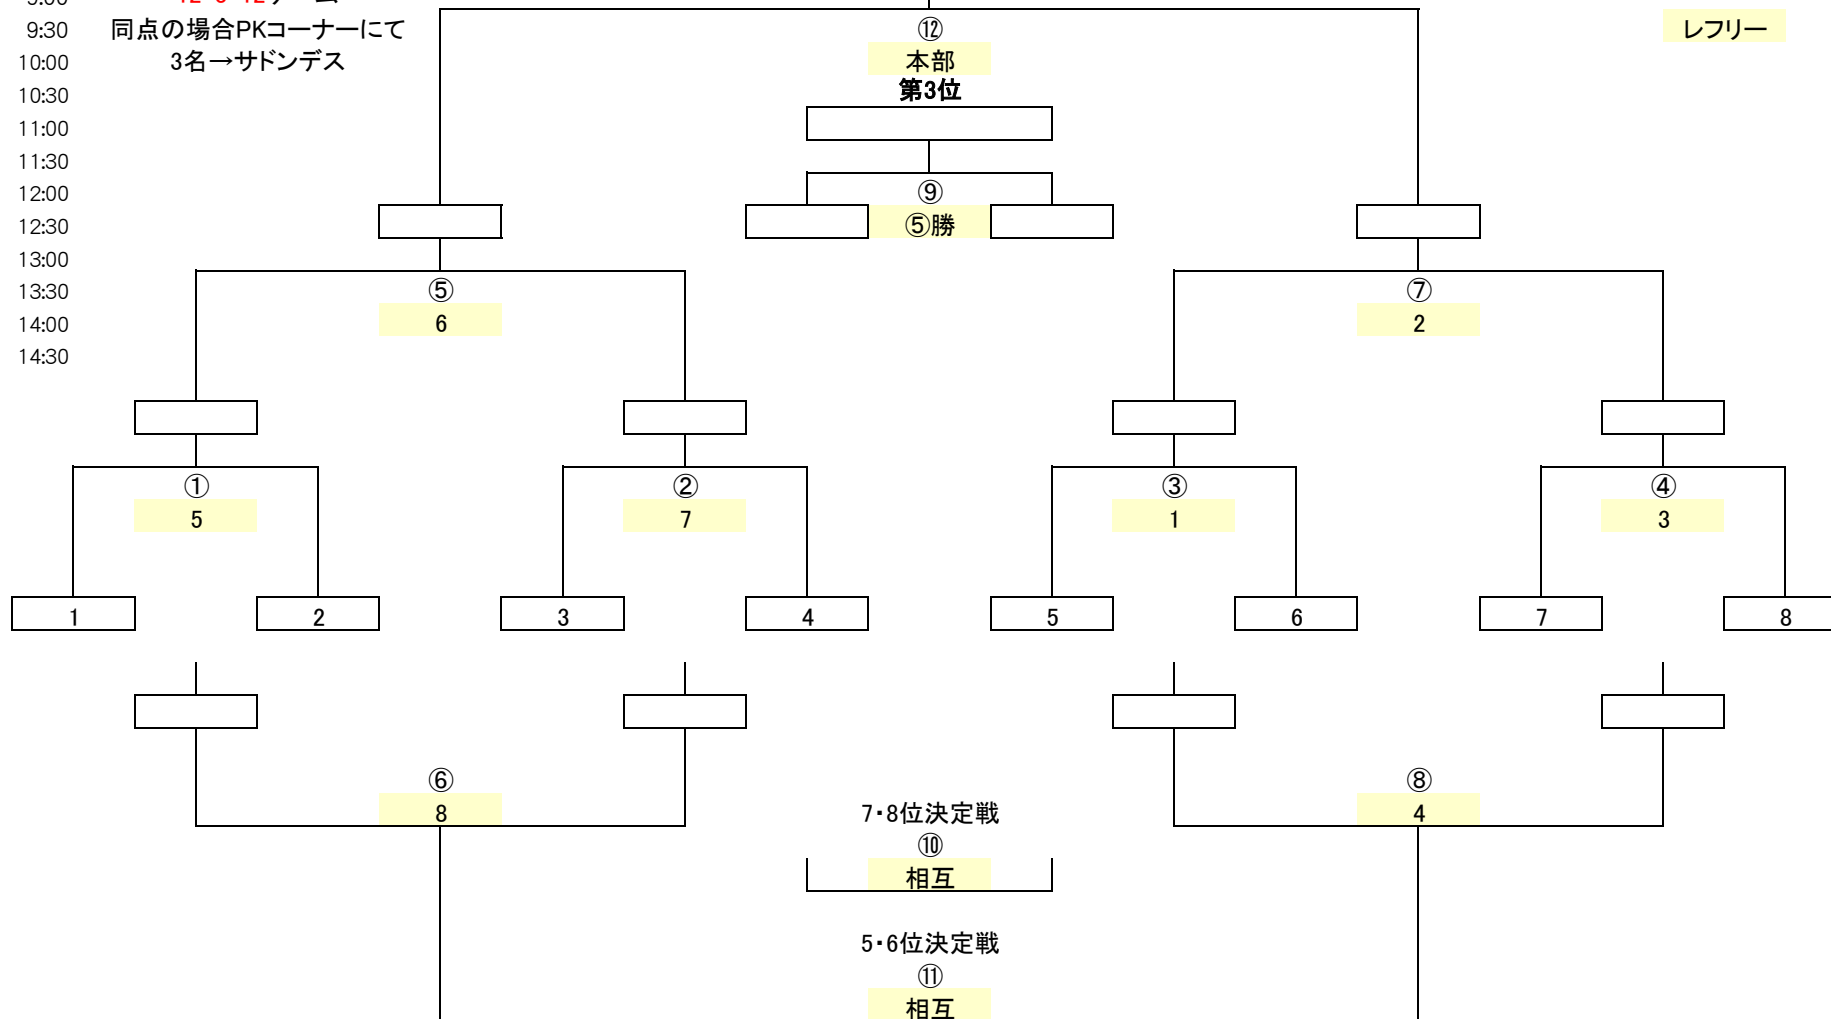 9:30 同点の場合PKコーナーにて ⑫ レフリー
10:00 3名→サドンデス 本部
10:30 第3位
11:00
11:30
12:00 ⑨
12:30 ⑤勝
13:00
13:30 ⑤ ⑦
14:00 6 2
14:30
① ② ③ ④
5 7 1 3
1 2 3 4 5 6 7 8
⑥ ⑧
8 4
7・8位決定戦
⑩
相互
5・6位決定戦
⑪
相互